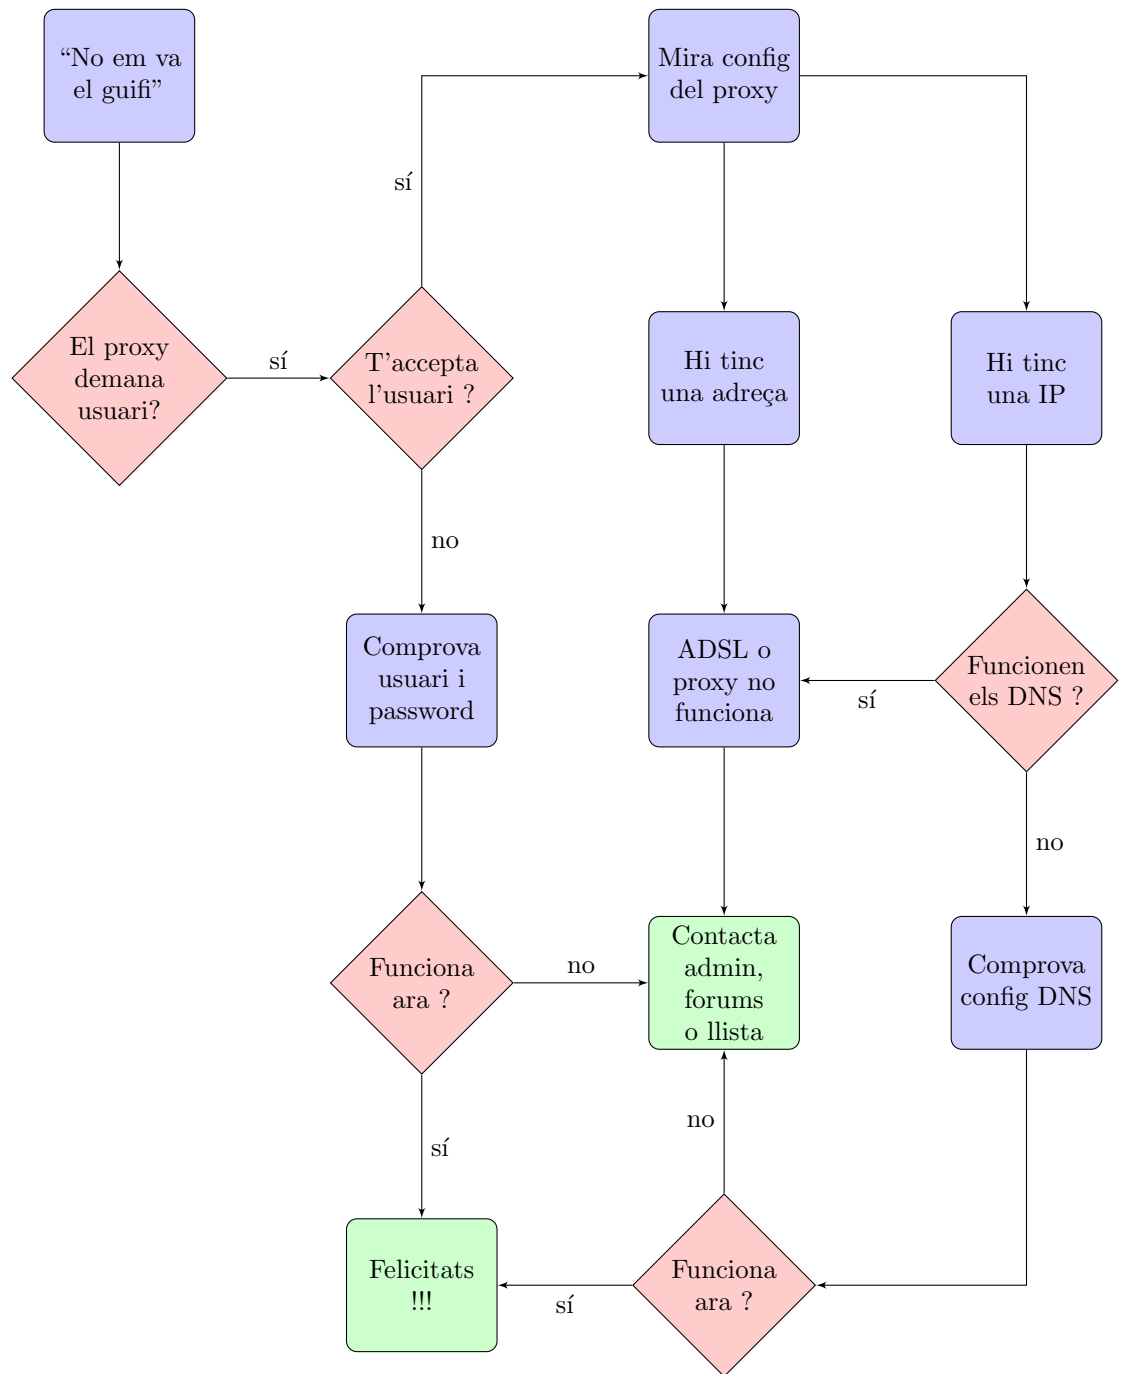 “No em va
el guifi”
Mira config
del proxy
sí
El proxy
demana
usuari?
sí
T'accepta
l'usuari ?
Hi tinc
una adreça
Hi tinc
una IP
no
Comprova
usuari i
password
ADSL o
proxy no
funciona
sí
Funcionen
els DNS ?
no
Funciona
ara ?
no
Contacta
admin,
forums
o llista
Comprova
config DNS
sí
no
Felicitats
!!!
sí
Funciona
ara ?